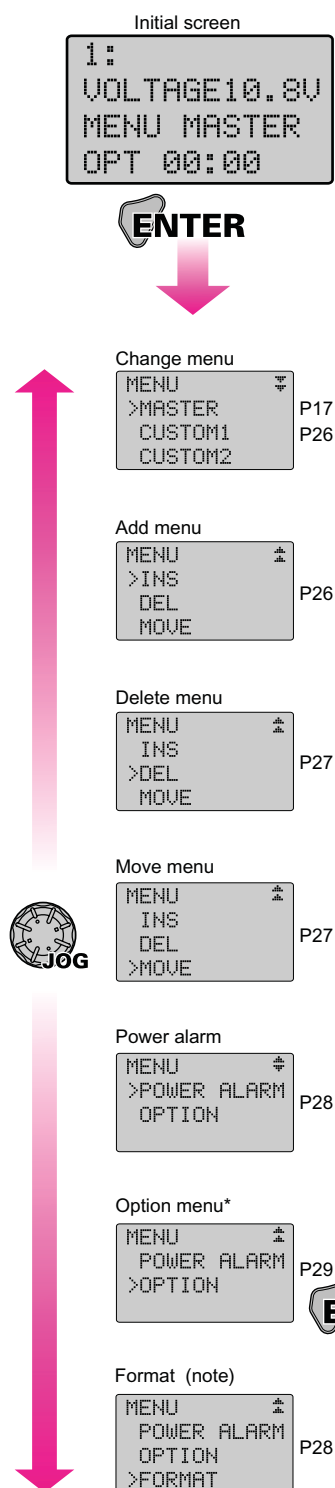 Initial screen
1:
VOLTAGE10.8V
MENU MASTER
OPT 00:00
ENTER
Change menu
MENU
>MASTER P17
CUSTOM1 P26
CUSTOM2
Add menu
MENU
>INS
DEL P26
MOVE
Delete menu
MENU
INS
>DEL P27
MOVE
Move menu
MENU
INS
DEL P27
>MOVE
JOG
Power alarm
MENU
>POWER ALARM
OPTION P28
Option menu*
MENU
POWER ALARM P29
>OPTION
Format (note)
MENU
POWER ALARM
OPTION P28
>FORMAT